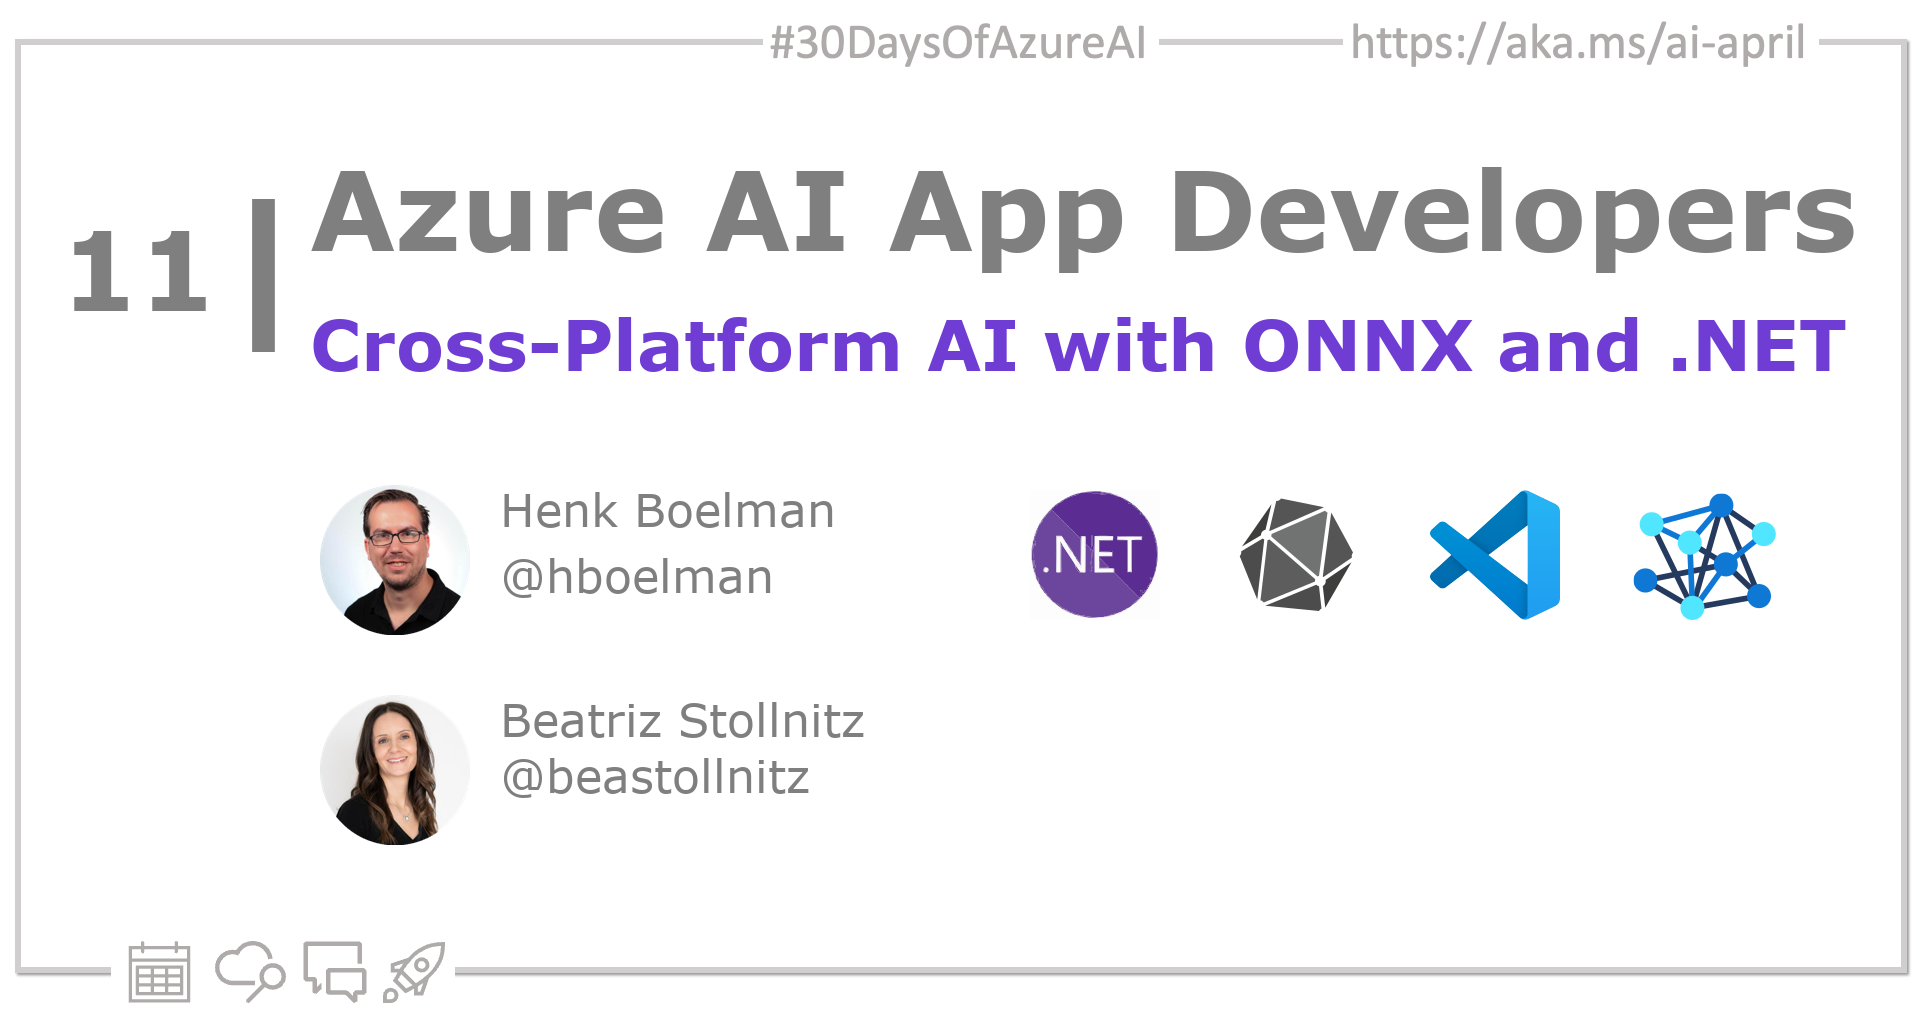 #30DaysOfAzureAI
https://aka.ms/ai-april
11
Azure AI App Developers
Cross-Platform AI with ONNX and .NET
Henk Boelman
@hboelman
.NET
Beatriz Stollnitz
@beastollnitz